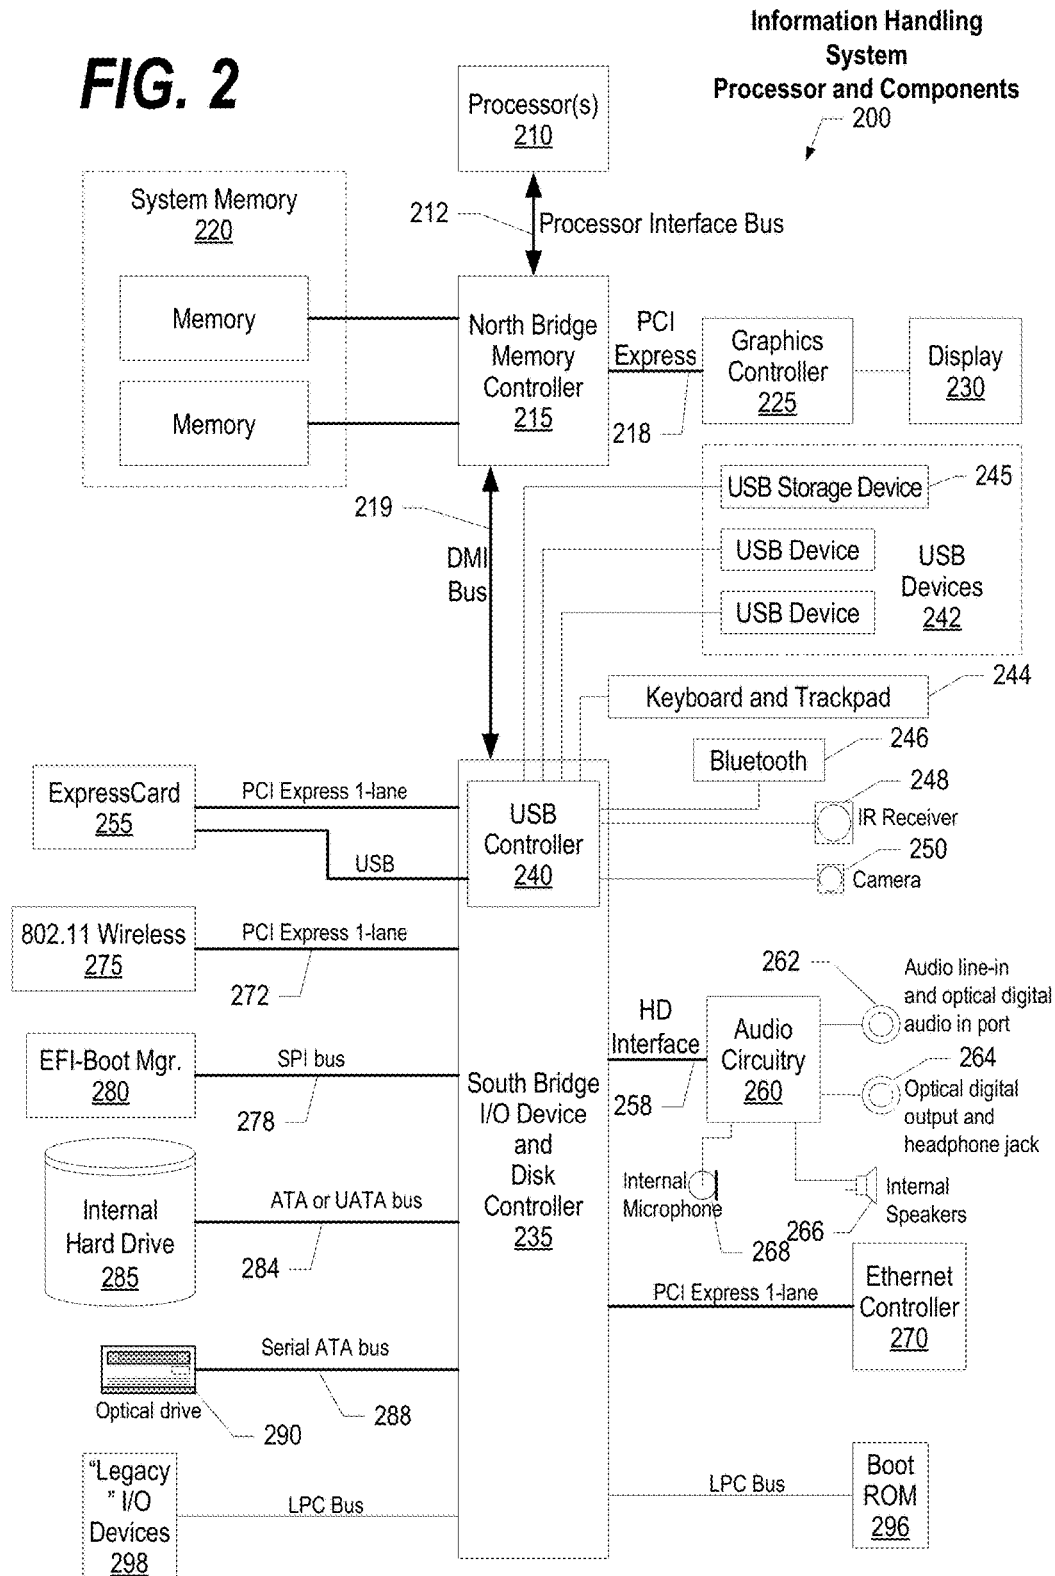 FIG. 2
Information Handling
System
Processor and Components
200
Processor(s)
210
212
Processor Interface Bus
System Memory
220
Memory
Memory
North Bridge
Memory
Controller
215
PCI
Express
218
Graphics
Controller
225
Display
230
219
DMI
Bus
USB Storage Device
245
USB Device
USB Device
USB
Devices
242
Keyboard and Trackpad
244
Bluetooth
246
248
IR Receiver
250
Camera
ExpressCard
255
PCI Express 1-lane
USB
USB
Controller
240
802.11 Wireless
275
PCI Express 1-lane
272
EFI-Boot Mgr.
280
SPI bus
278
South Bridge
I/O Device
and
Disk
Controller
235
HD
Interface
258
Audio
Circuitry
260
262
Audio line-in
and optical digital
audio in port
264
Optical digital
output and
headphone jack
Internal
Microphone
268
266
Internal
Speakers
Internal
Hard Drive
285
ATA or UATA bus
284
PCI Express 1-lane
Ethernet
Controller
270
Serial ATA bus
288
Optical drive
290
“Legacy
” I/O
Devices
298
LPC Bus
LPC Bus
Boot
ROM
296